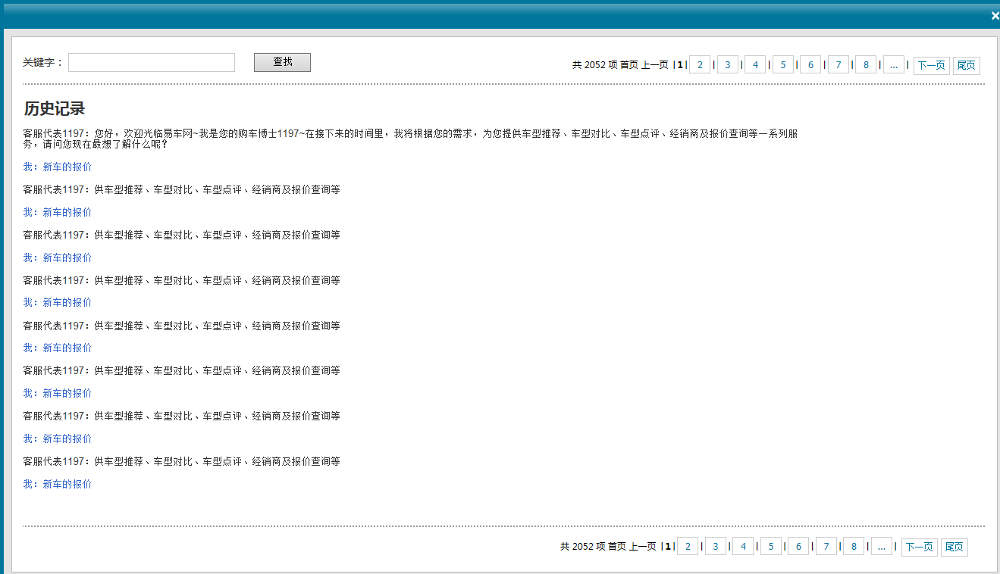 关键字： 查找 共 2052 项 首页 上一页 |1| 2 | 3 | 4 | 5 | 6 | 7 | 8 | ... | 下一页 尾页
历史记录
客服代表1197：您好，欢迎光临易车网~我是您的购车博士1197~在接下来的时间里，我将根据您的需求，为您提供车型推荐、车型对比、车型点评、经销商及报价查询等一系列服
务，请问您现在最想了解什么呢？
我：新车的报价
客服代表1197：供车型推荐、车型对比、车型点评、经销商及报价查询等
我：新车的报价
客服代表1197：供车型推荐、车型对比、车型点评、经销商及报价查询等
我：新车的报价
客服代表1197：供车型推荐、车型对比、车型点评、经销商及报价查询等
我：新车的报价
客服代表1197：供车型推荐、车型对比、车型点评、经销商及报价查询等
我：新车的报价
客服代表1197：供车型推荐、车型对比、车型点评、经销商及报价查询等
我：新车的报价
客服代表1197：供车型推荐、车型对比、车型点评、经销商及报价查询等
我：新车的报价
客服代表1197：供车型推荐、车型对比、车型点评、经销商及报价查询等
我：新车的报价
共 2052 项 首页 上一页 |1| 2 | 3 | 4 | 5 | 6 | 7 | 8 | ... | 下一页 尾页